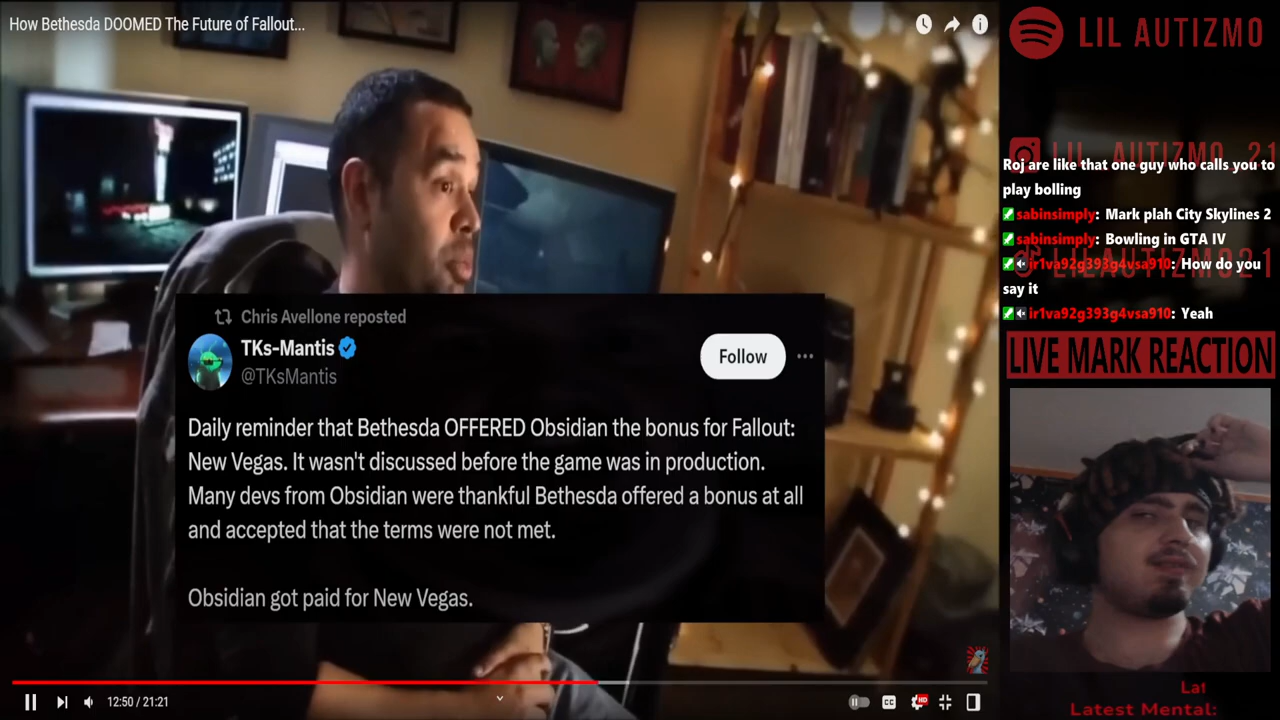 How Bethesda DOOMED The Future of Fallout...
Chris Avellone reposted
TKs-Mantis
@TKsMantis
Follow
Daily reminder that Bethesda OFFERED Obsidian the bonus for Fallout:
New Vegas. It wasn't discussed before the game was in production.
Many devs from Obsidian were thankful Bethesda offered a bonus at all
and accepted that the terms were not met.
Obsidian got paid for New Vegas.
12:50 / 21:21
CC
HD
LIL AUTIZMO
LIL_AUTIZMO_21
Roj are like that one guy who calls you to
play bolling
sabinsimply: Mark plah City Skylines 2
sabinsimply: Bowling in GTA IV
ir1va92g393g4vsa910: How do you
say it
ir1va92g393g4vsa910: Yeah
LIVE MARK REACTION
Lat
Latest Mental: